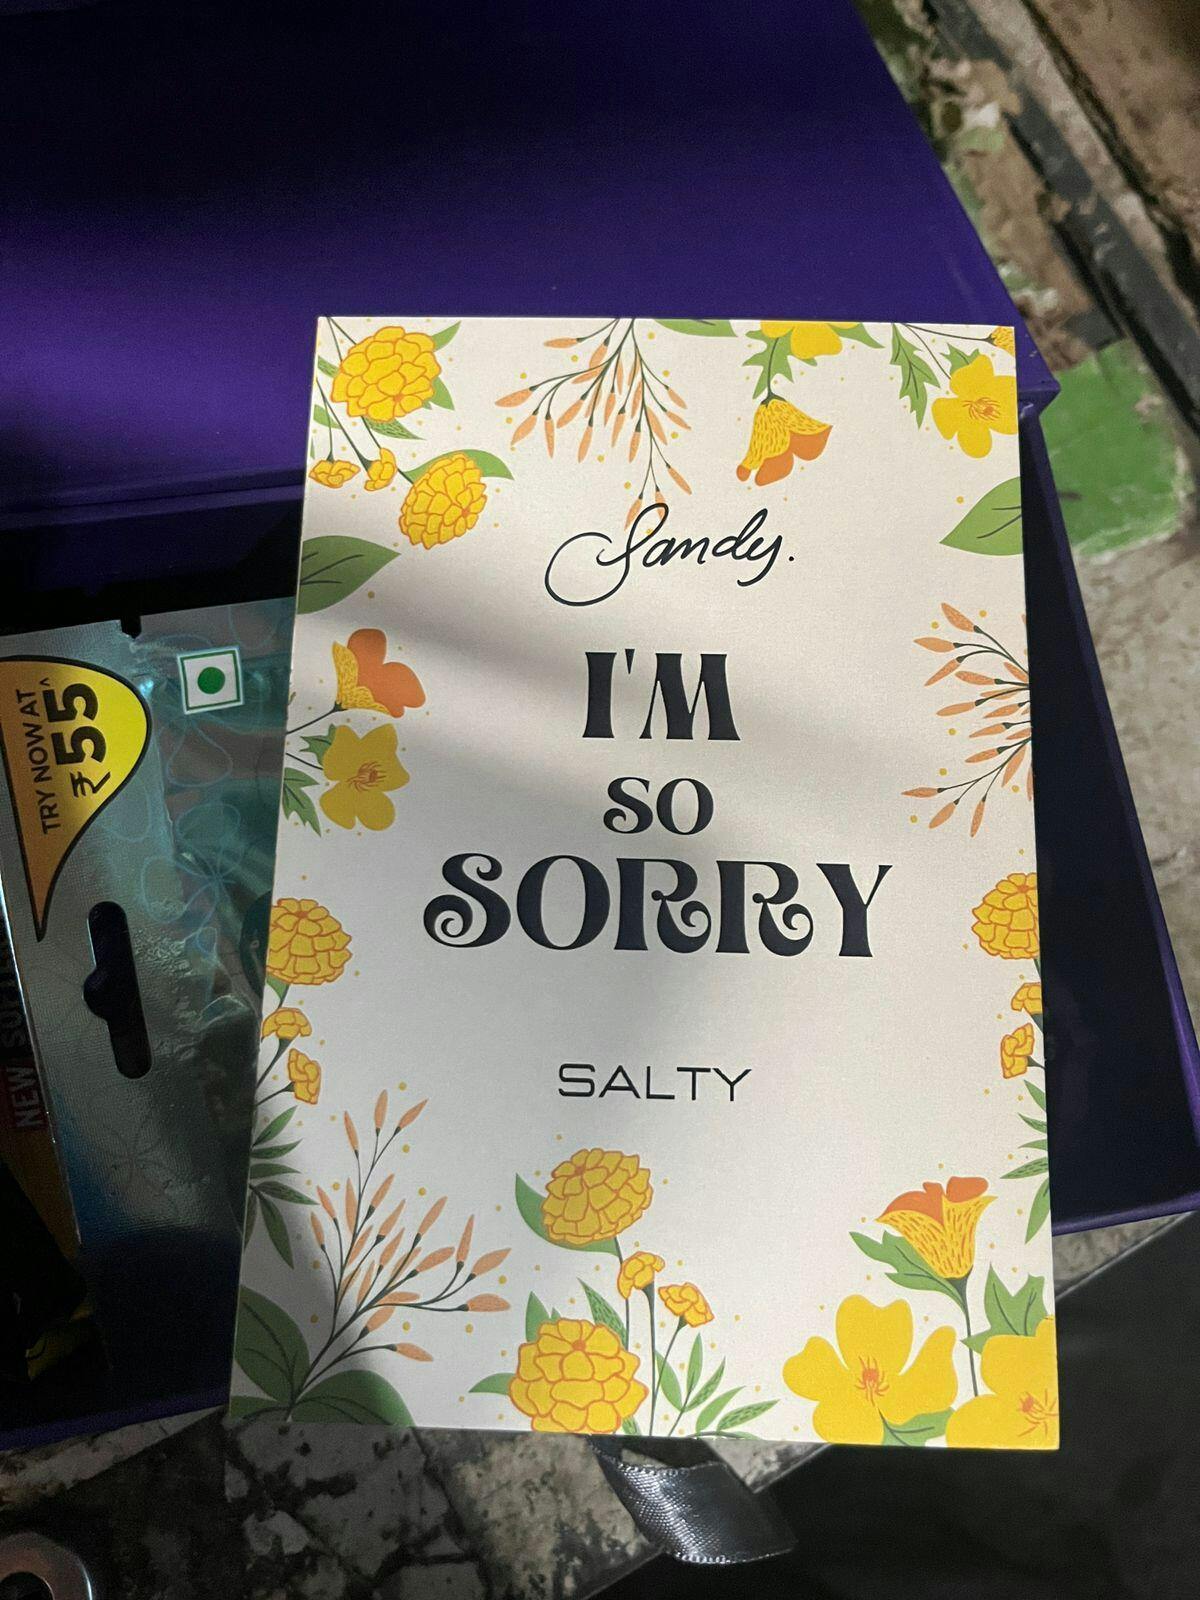 Sandy.
I'M
SO
SORRY
SALTY
TRY NOW AT
₹55^
NEW